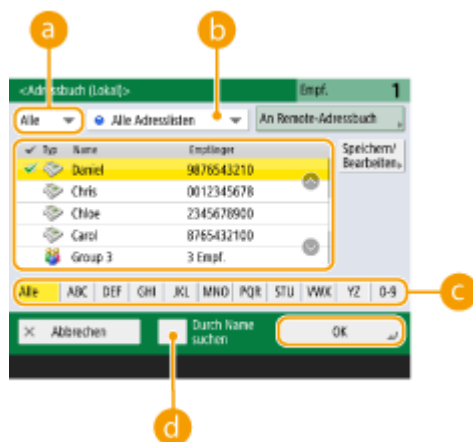 a
b
<Adressbuch (Lokal)>
Empf. 1
Alle
Alle Adresslisten
An Remote-Adressbuch
Typ Name Empfänger
Speichern/
Bearbeiten
Daniel 9876543210
Chris 0012345678
Chloe 2345678900
Carol 8765432100
Group 3 3 Empf.
Alle ABC DEF GHI JKL MNO PQR STU VWX YZ 0-9
c
Abbrechen
Durch Name
suchen
OK
d